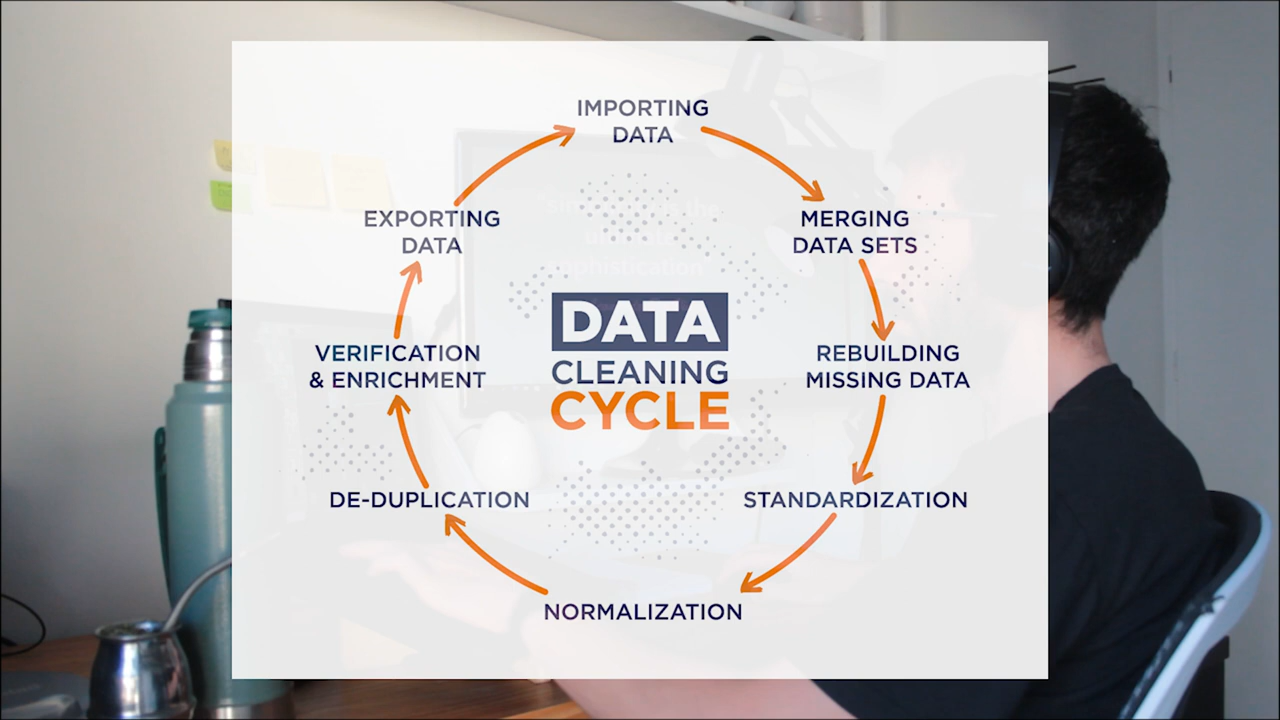 IMPORTING
DATA
MERGING
DATA SETS
REBUILDING
MISSING DATA
STANDARDIZATION
NORMALIZATION
DE-DUPLICATION
VERIFICATION
& ENRICHMENT
EXPORTING
DATA
DATA
CLEANING
CYCLE